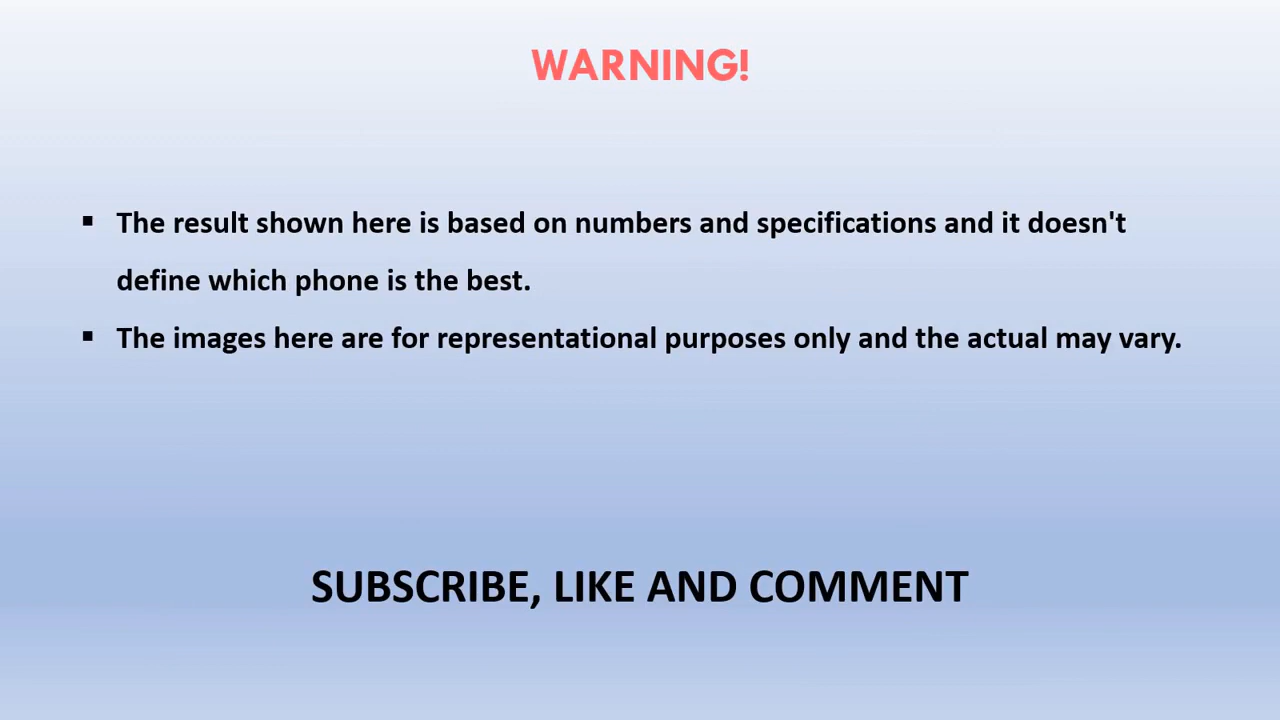 WARNING!
▪ The result shown here is based on numbers and specifications and it doesn't
define which phone is the best.
▪ The images here are for representational purposes only and the actual may vary.
SUBSCRIBE, LIKE AND COMMENT